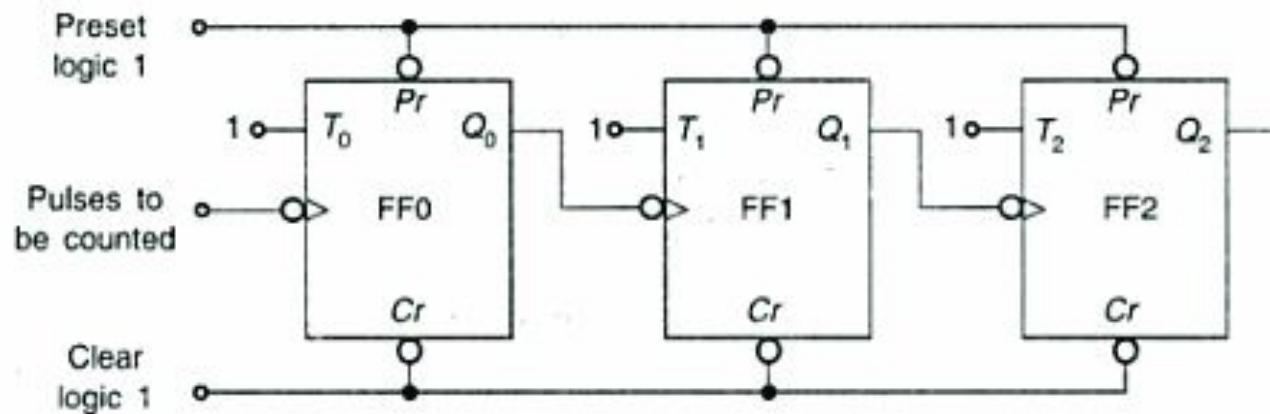 Preset
logic 1
Pr
Pr
Pr
1
T₀
Q₀
1
T₁
Q₁
1
T₂
Q₂
Pulses to
be counted
FF0
FF1
FF2
Cr
Cr
Cr
Clear
logic 1